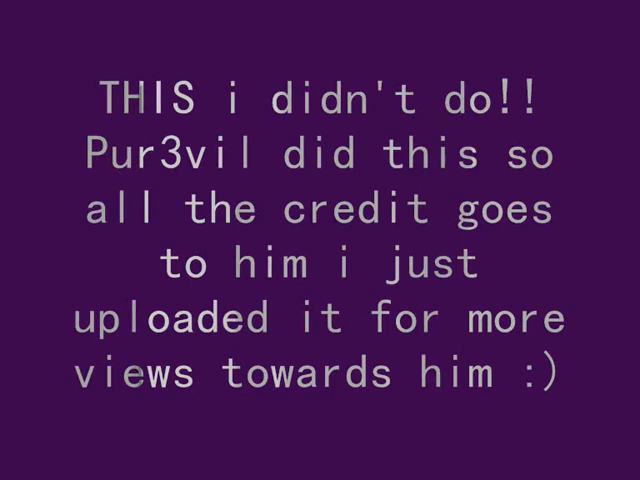 THIS i didn't do!!
Pur3vil did this so
all the credit goes
to him i just
uploaded it for more
views towards him :)